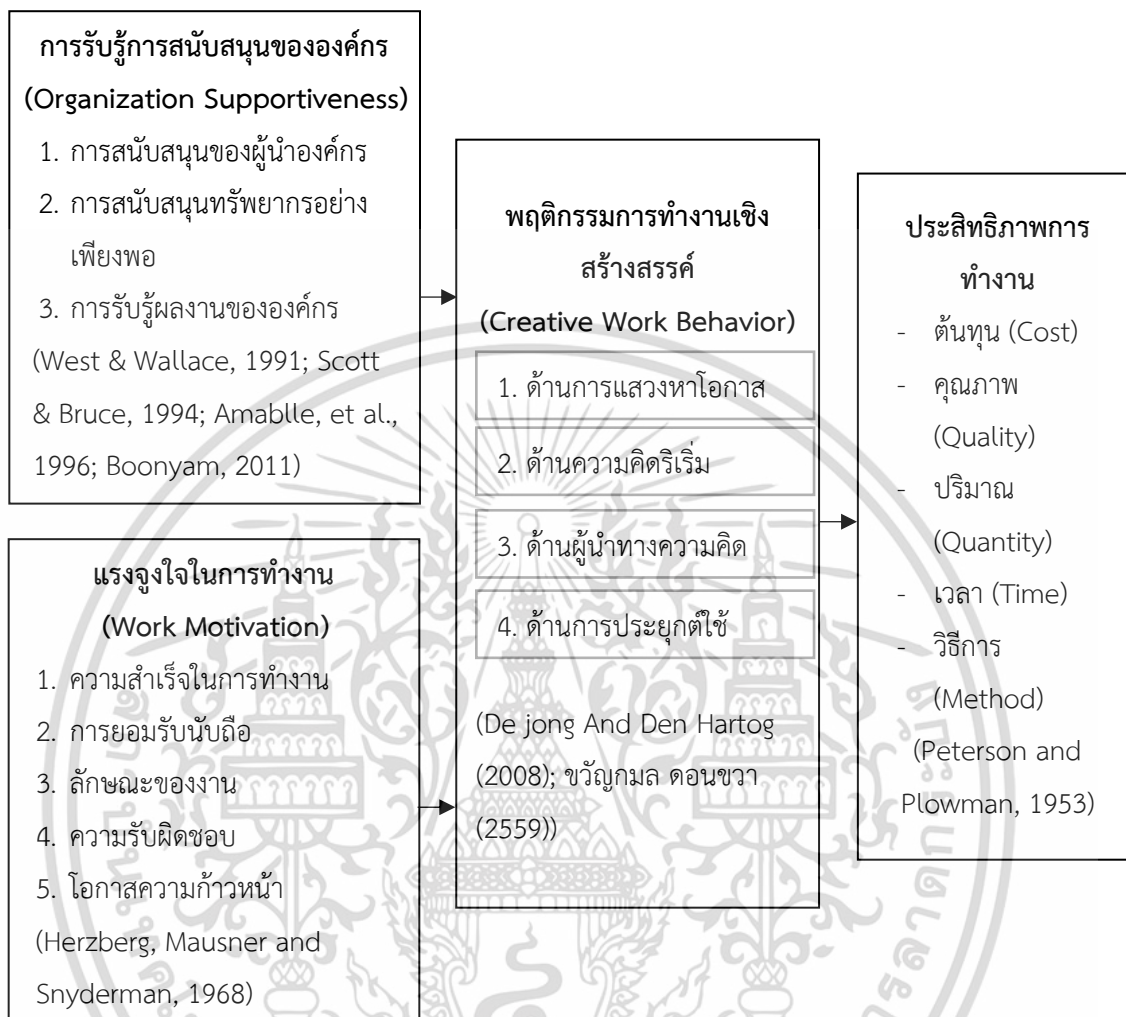 การรับรู้การสนับสนุนขององค์กร
(Organization Supportiveness)
1. การสนับสนุนของผู้นำองค์กร
2. การสนับสนุนทรัพยากรอย่าง
เพียงพอ
3. การรับรู้ผลงานขององค์กร
(West & Wallace, 1991; Scott
& Bruce, 1994; Amablle, et al.,
1996; Boonyam, 2011)
แรงจูงใจในการทำงาน
(Work Motivation)
1. ความสำเร็จในการทำงาน
2. การยอมรับนับถือ
3. ลักษณะของงาน
4. ความรับผิดชอบ
5. โอกาสความก้าวหน้า
(Herzberg, Mausner and
Snyderman, 1968)
พฤติกรรมการทำงานเชิง
สร้างสรรค์
(Creative Work Behavior)
1. ด้านการแสวงหาโอกาส
2. ด้านความคิดริเริ่ม
3. ด้านผู้นำทางความคิด
4. ด้านการประยุกต์ใช้
(De jong And Den Hartog
(2008); ขวัญกมล ดอนขวา
(2559))
ประสิทธิภาพการ
ทำงาน
- ต้นทุน (Cost)
- คุณภาพ
(Quality)
- ปริมาณ
(Quantity)
- เวลา (Time)
- วิธีการ
(Method)
(Peterson and
Plowman, 1953)